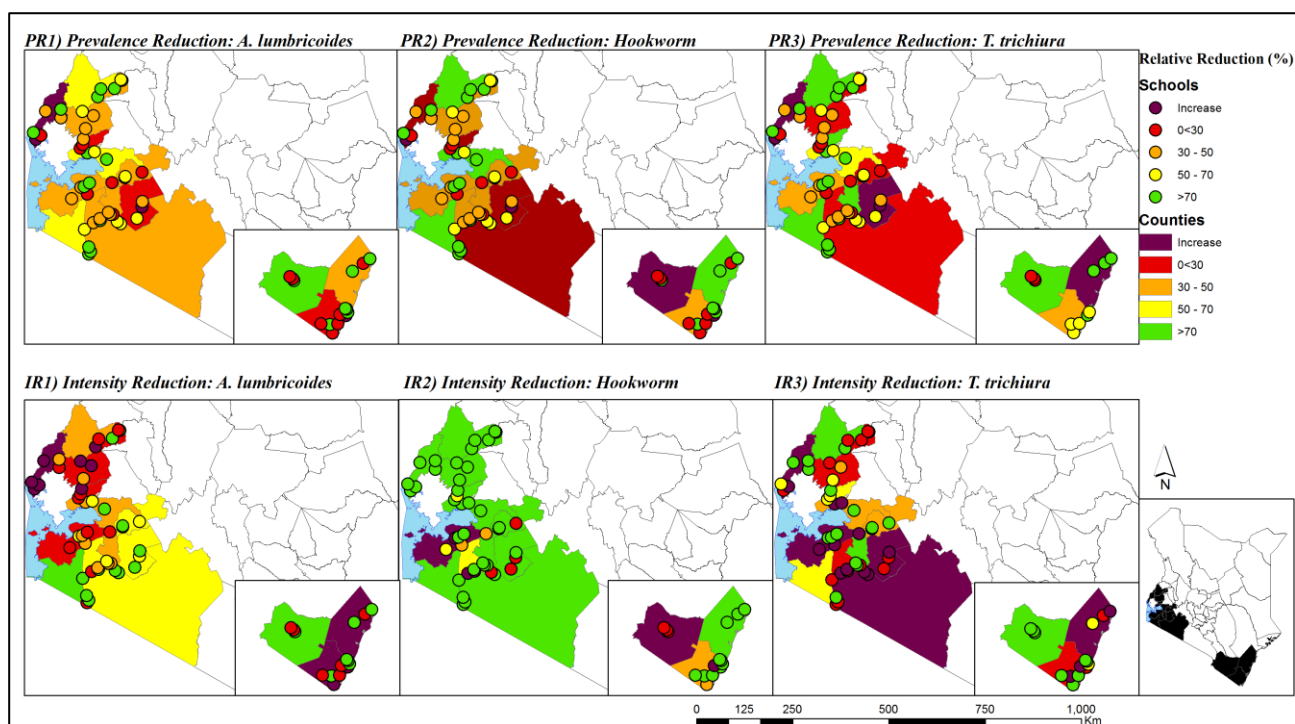 PR1) Prevalence Reduction: A. lumbricoides
PR2) Prevalence Reduction: Hookworm
PR3) Prevalence Reduction: T. trichiura
Relative Reduction (%)
Schools
Increase
0<30
30 - 50
50 - 70
>70
Counties
Increase
0<30
30 - 50
50 - 70
>70
IR1) Intensity Reduction: A. lumbricoides
IR2) Intensity Reduction: Hookworm
IR3) Intensity Reduction: T. trichiura
N
0 125 250 500 750 1,000
Km